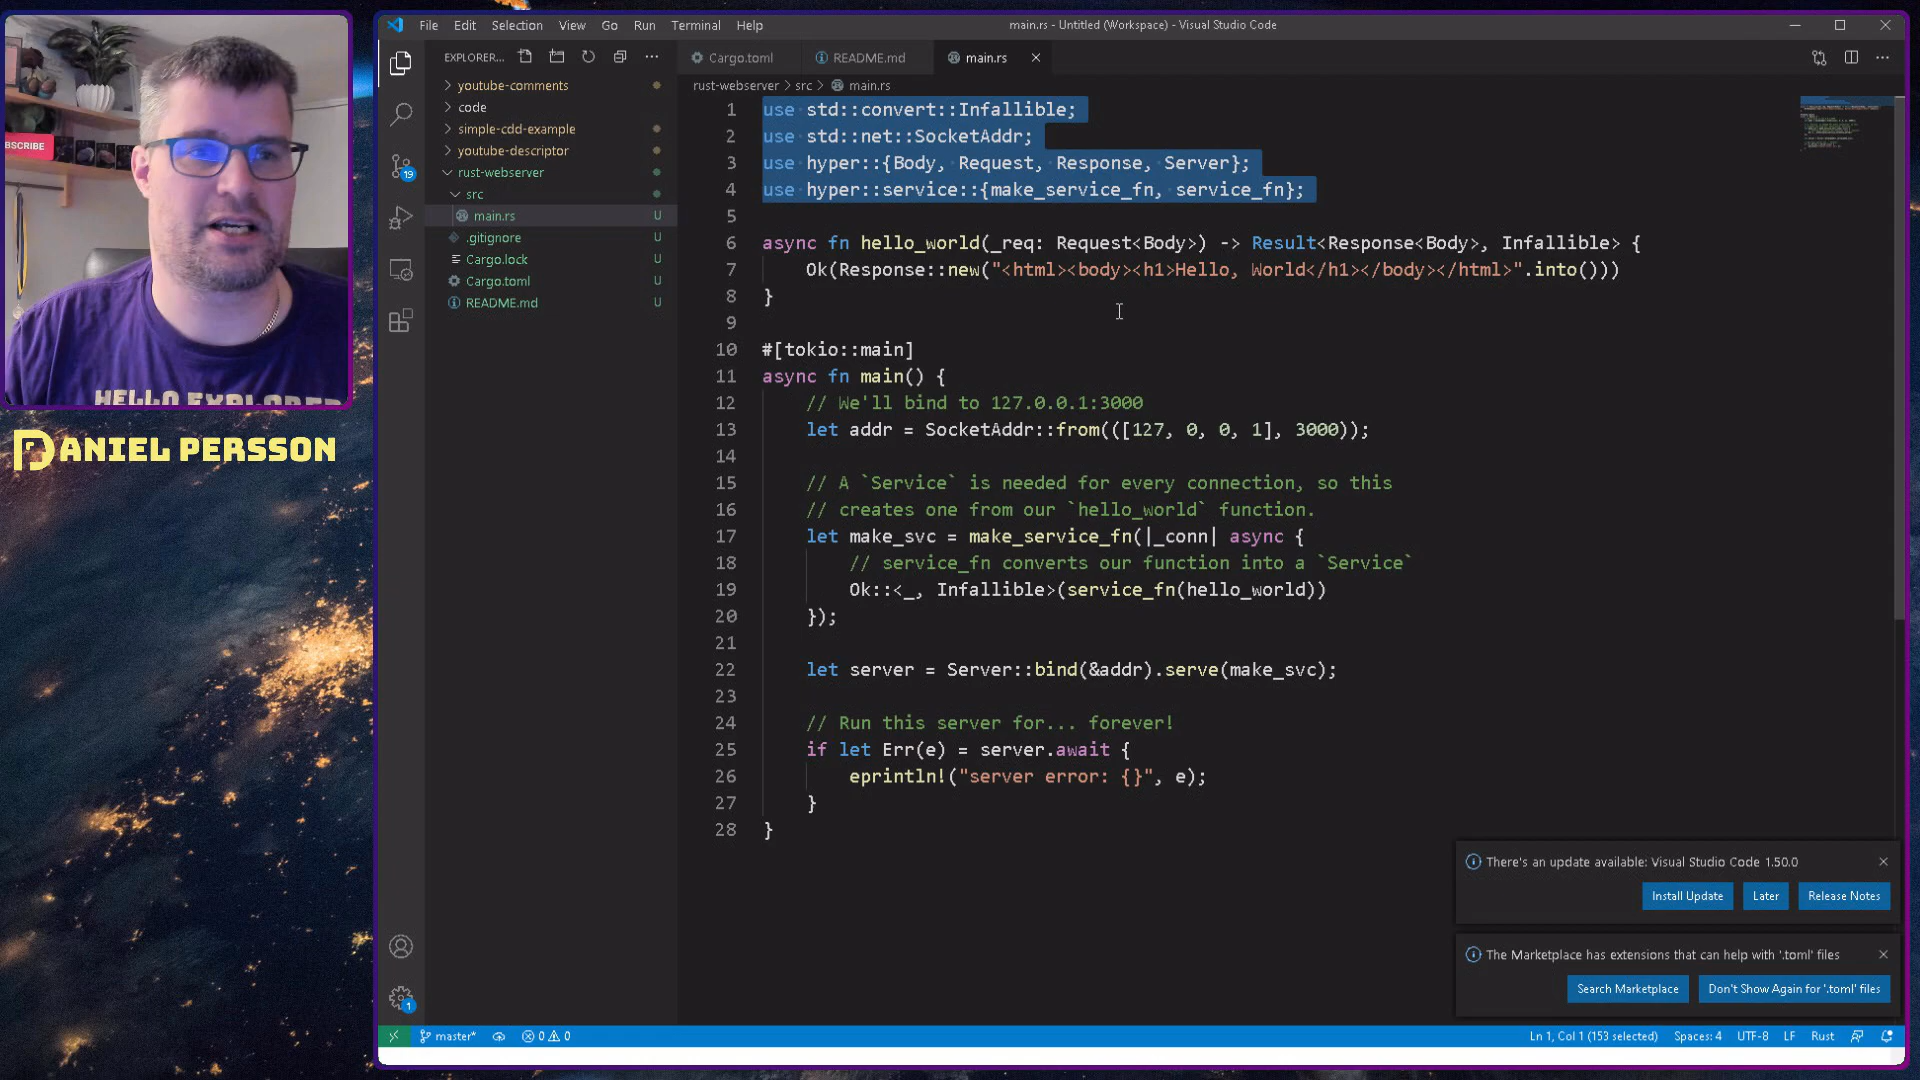 File Edit Selection View Go Run Terminal Help
main.rs - Untitled (Workspace) - Visual Studio Code
EXPLORER...
Cargo.toml
README.md
main.rs
rust-webserver > src > main.rs
youtube-comments
code
simple-cdd-example
youtube-descriptor
rust-webserver
src
main.rs U
.gitignore U
Cargo.lock U
Cargo.toml U
README.md U
19
1 use std::convert::Infallible;
2 use std::net::SocketAddr;
3 use hyper::{Body, Request, Response, Server};
4 use hyper::service::{make_service_fn, service_fn};
5
6 async fn hello_world(_req: Request<Body>) -> Result<Response<Body>, Infallible> {
7 Ok(Response::new("<html><body><h1>Hello, World</h1></body></html>".into()))
8 }
9
10 #[tokio::main]
11 async fn main() {
12 // We'll bind to 127.0.0.1:3000
13 let addr = SocketAddr::from(([127, 0, 0, 1], 3000));
14
15 // A `Service` is needed for every connection, so this
16 // creates one from our `hello_world` function.
17 let make_svc = make_service_fn(|_conn| async {
18 // service_fn converts our function into a `Service`
19 Ok::<_, Infallible>(service_fn(hello_world))
20 });
21
22 let server = Server::bind(&addr).serve(make_svc);
23
24 // Run this server for... forever!
25 if let Err(e) = server.await {
26 eprintln!("server error: {}", e);
27 }
28 }
BSCRIBE
HELLO EXPLORER
DANIEL PERSSON
There's an update available: Visual Studio Code 1.50.0
Install Update Later Release Notes
The Marketplace has extensions that can help with '.toml' files
Search Marketplace Don't Show Again for '.toml' files
1
master* 0 0
Ln 1, Col 1 (153 selected) Spaces: 4 UTF-8 LF Rust